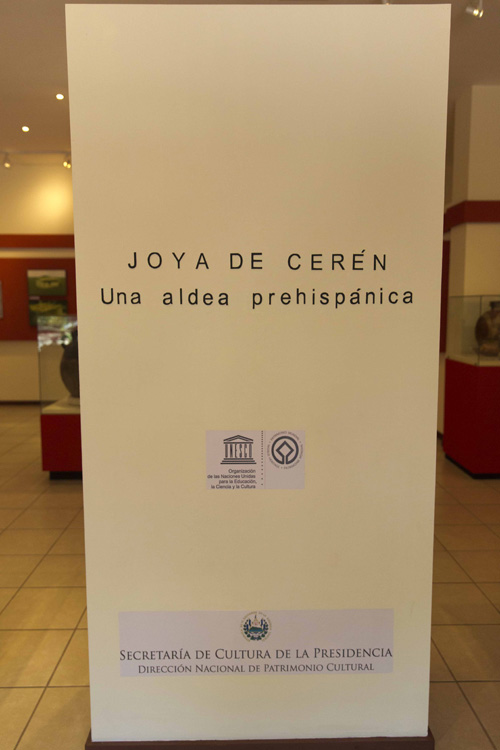 JOYA DE CERÉN
Una aldea prehispánica
UNESCO
Organización
de las Naciones Unidas
para la Educación,
la Ciencia y la Cultura
SECRETARÍA DE CULTURA DE LA PRESIDENCIA
DIRECCIÓN NACIONAL DE PATRIMONIO CULTURAL